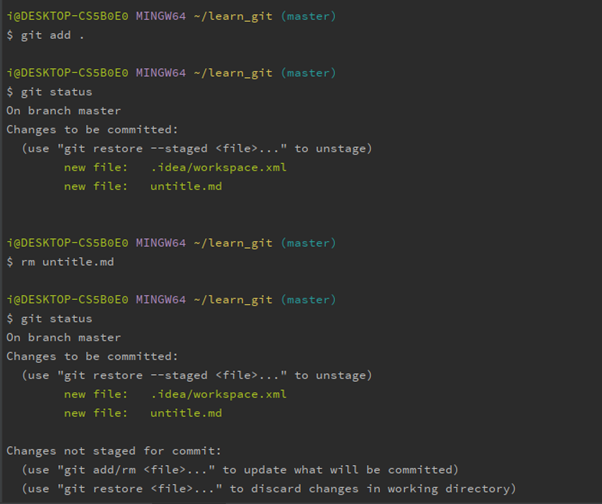 i@DESKTOP-CS5B0E0 MINGW64 ~/learn_git (master)
$ git add .
i@DESKTOP-CS5B0E0 MINGW64 ~/learn_git (master)
$ git status
On branch master
Changes to be committed:
  (use "git restore --staged <file>..." to unstage)
        new file:   .idea/workspace.xml
        new file:   untitle.md
i@DESKTOP-CS5B0E0 MINGW64 ~/learn_git (master)
$ rm untitle.md
i@DESKTOP-CS5B0E0 MINGW64 ~/learn_git (master)
$ git status
On branch master
Changes to be committed:
  (use "git restore --staged <file>..." to unstage)
        new file:   .idea/workspace.xml
        new file:   untitle.md
Changes not staged for commit:
  (use "git add/rm <file>..." to update what will be committed)
  (use "git restore <file>..." to discard changes in working directory)